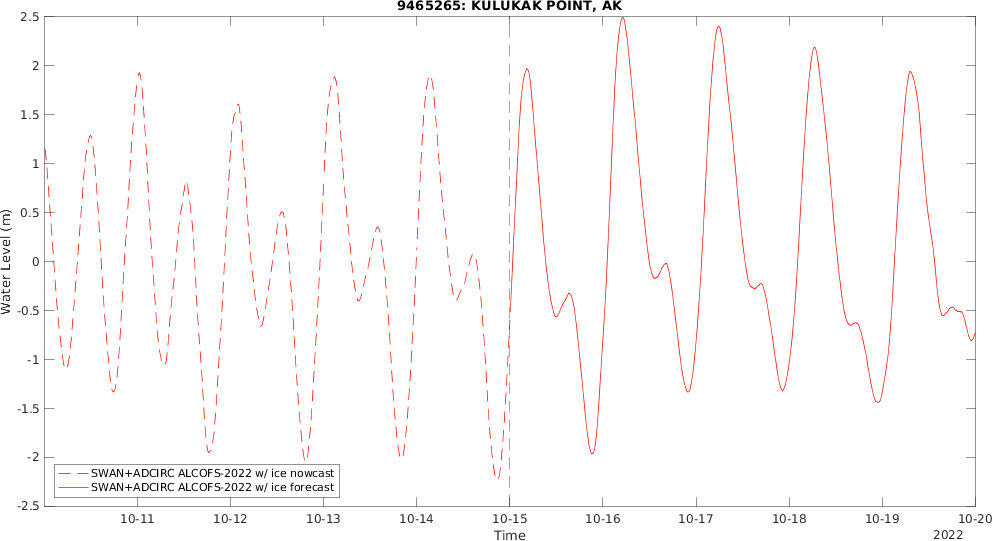 9465265: KULUKAK POINT, AK
2.5
2
1.5
1
0.5
0
-0.5
-1
-1.5
-2
-2.5
Water Level (m)
SWAN+ADCIRC ALCOFS-2022 w/ ice nowcast
SWAN+ADCIRC ALCOFS-2022 w/ ice forecast
10-11 10-12 10-13 10-14 10-15 10-16 10-17 10-18 10-19 10-20
Time
2022